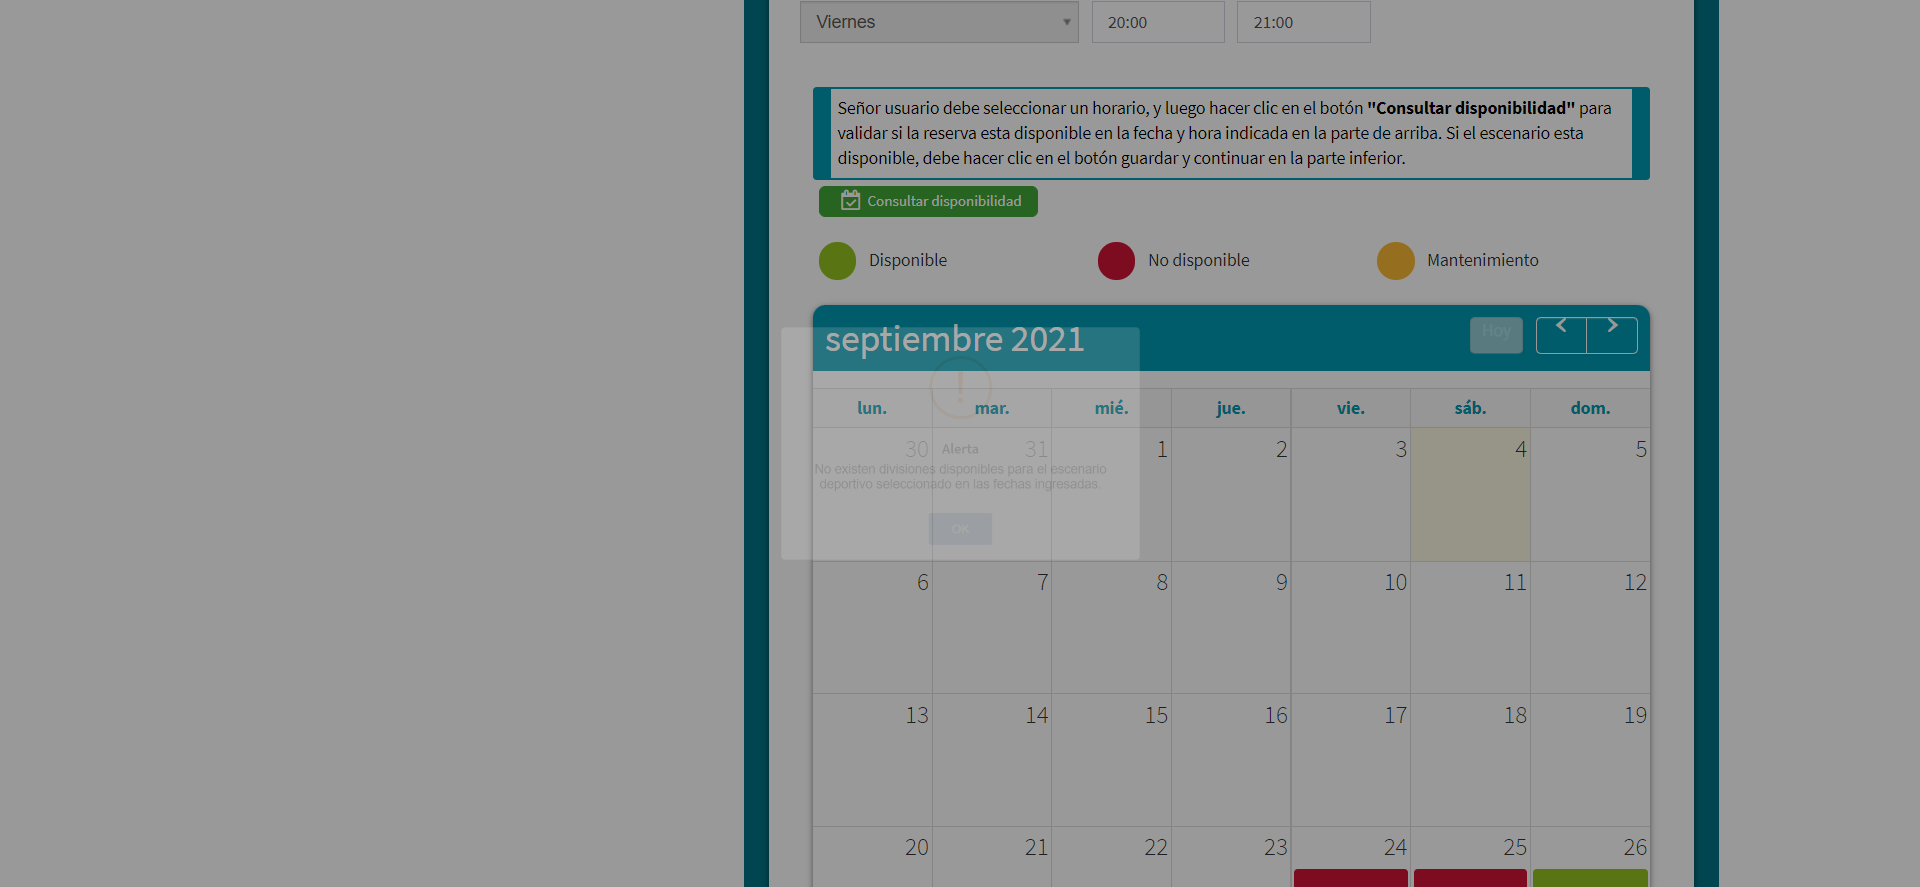 Viernes 20:00 21:00
Señor usuario debe seleccionar un horario, y luego hacer clic en el botón "Consultar disponibilidad" para
validar si la reserva esta disponible en la fecha y hora indicada en la parte de arriba. Si el escenario esta
disponible, debe hacer clic en el botón guardar y continuar en la parte inferior.
Consultar disponibilidad
Disponible No disponible Mantenimiento
septiembre 2021 Hoy < >
lun. mar. mié. jue. vie. sáb. dom.
30 31 1 2 3 4 5
Alerta
No existen divisiones disponibles para el escenario
deportivo seleccionado en las fechas ingresadas.
OK
6 7 8 9 10 11 12
13 14 15 16 17 18 19
20 21 22 23 24 25 26